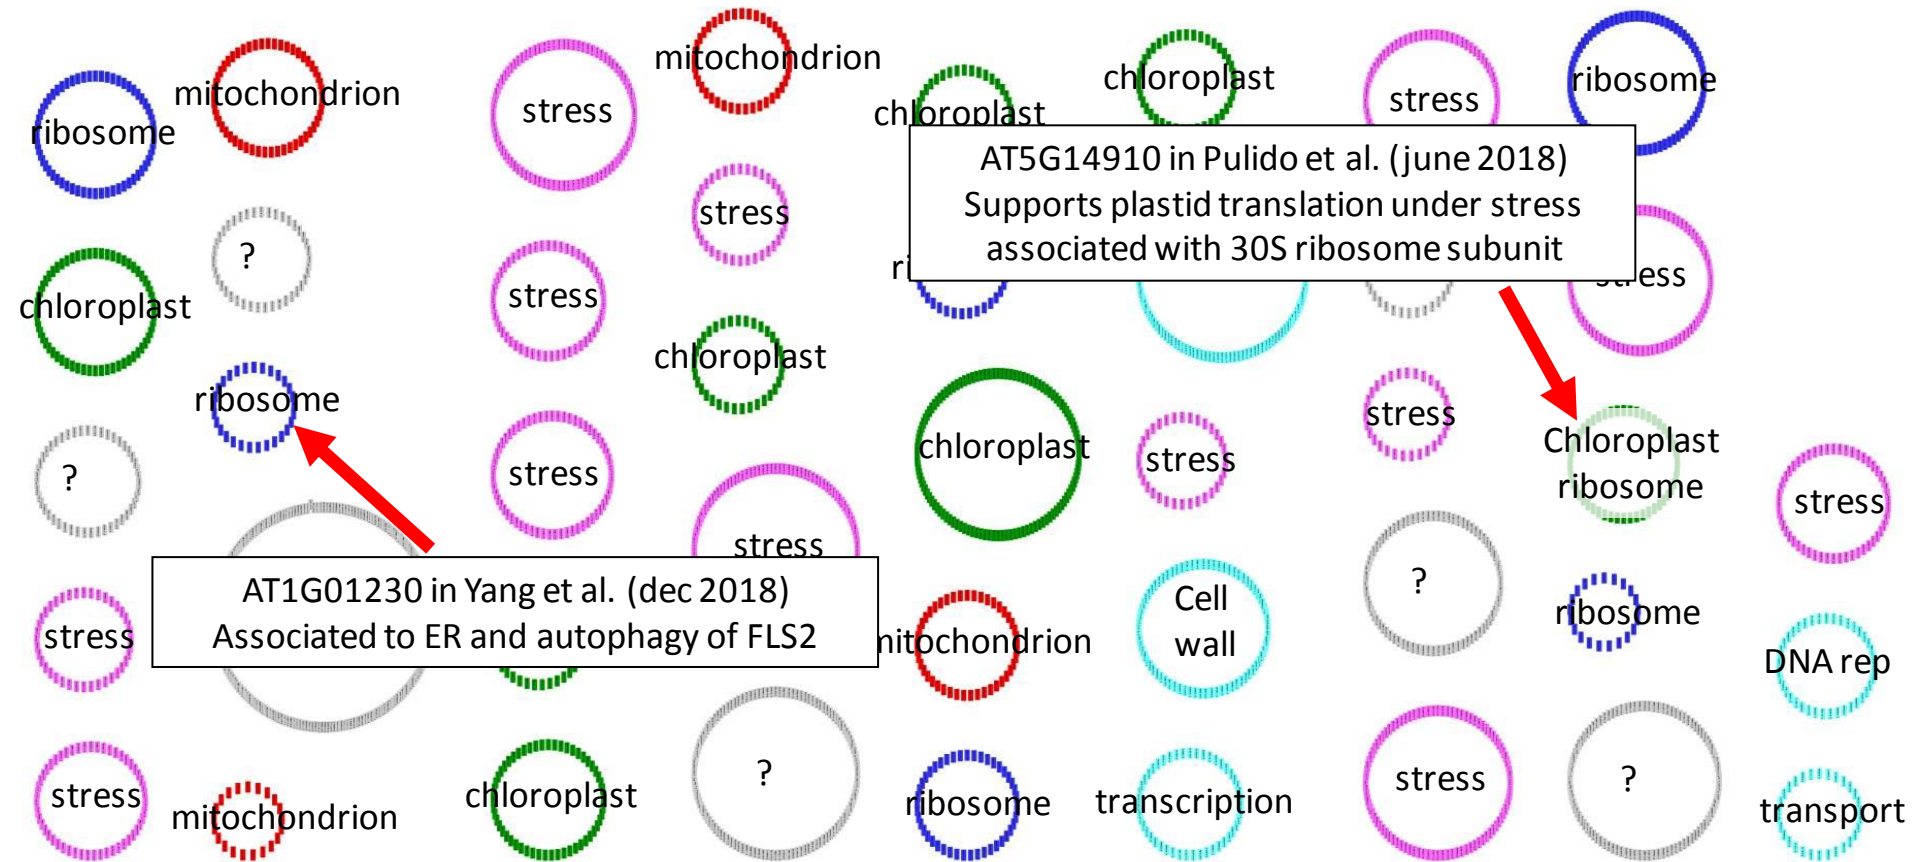 ribosome
chloroplast
?
stress
stress
mitochondrion
?
ribosome
mitochondrion
stress
stress
stress
chloroplast
mitochondrion
stress
chloroplast
stress
?
AT1G01230 in Yang et al. (dec 2018)
Associated to ER and autophagy of FLS2
chloroplast
chloroplast
mitochondrion
ribosome
chloroplast
stress
Cell
wall
transcription
AT5G14910 in Pulido et al. (june 2018)
Supports plastid translation under stress
associated with 30S ribosome subunit
stress
stress
?
stress
ribosome
stress
Chloroplast
ribosome
ribosome
?
stress
DNA rep
transport